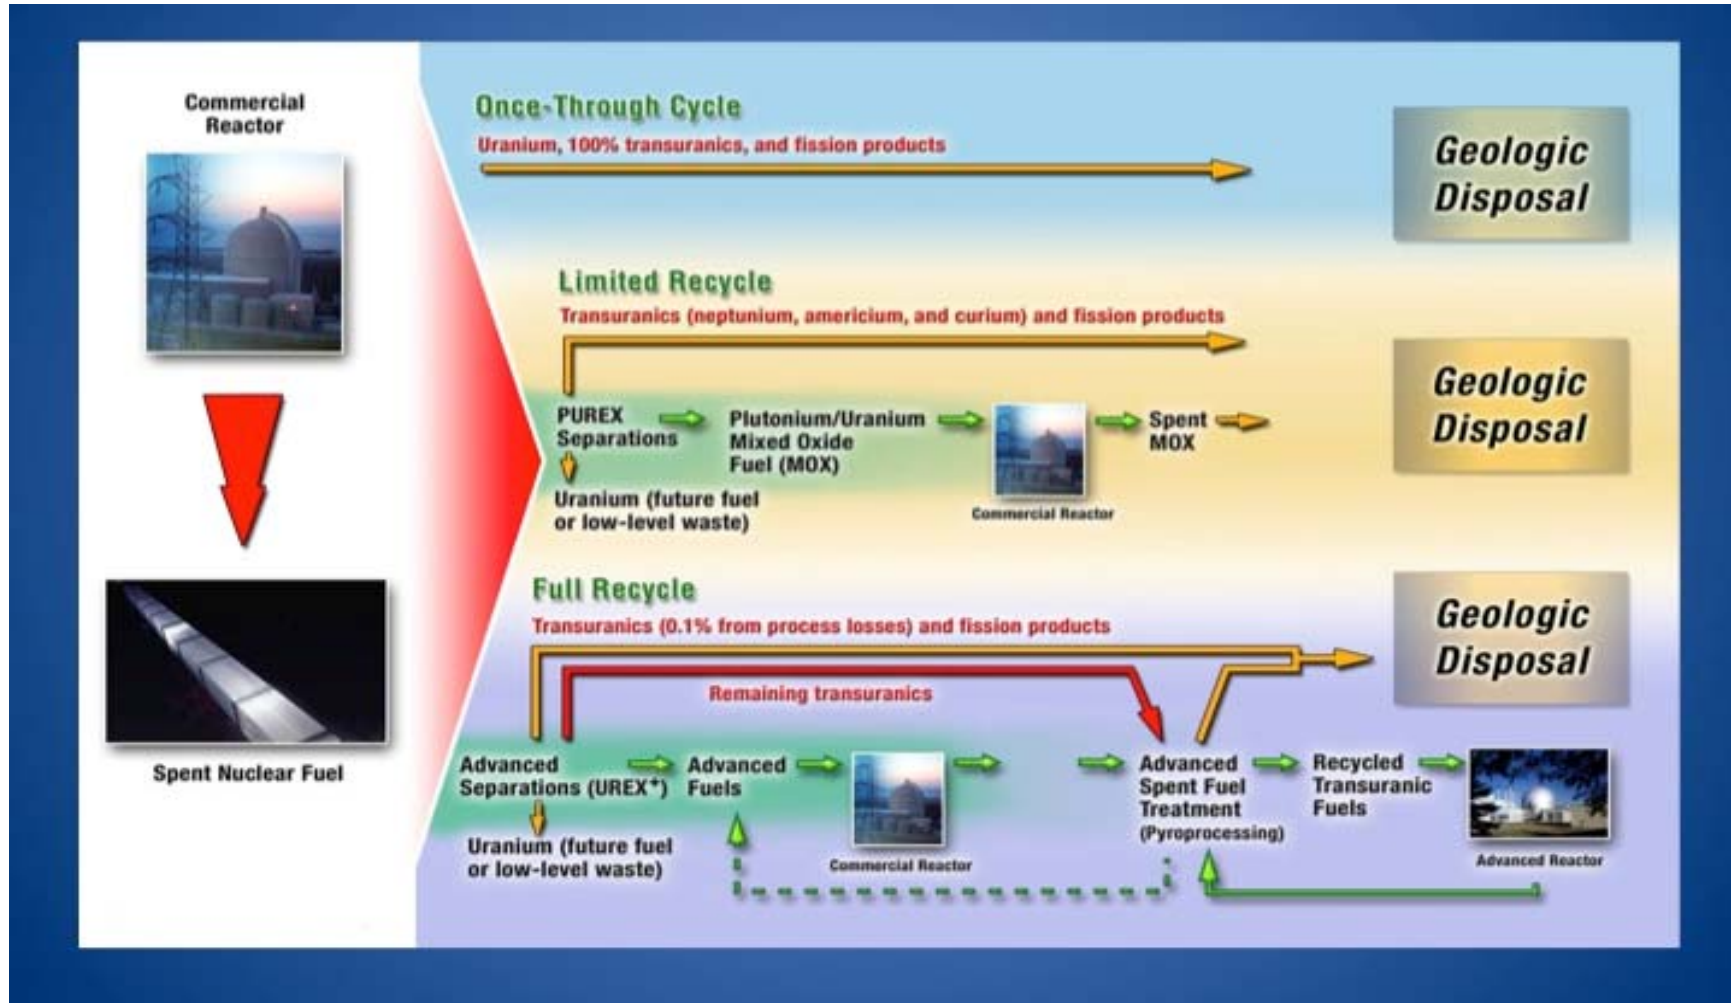 Commercial
Reactor
Spent Nuclear Fuel
Once-Through Cycle
Uranium, 100% transuranics, and fission products
Geologic
Disposal
Limited Recycle
Transuranics (neptunium, americium, and curium) and fission products
PUREX
Separations
Plutonium/Uranium
Mixed Oxide
Fuel (MOX)
Commercial Reactor
Spent
MOX
Uranium (future fuel
or low-level waste)
Geologic
Disposal
Full Recycle
Transuranics (0.1% from process losses) and fission products
Remaining transuranics
Geologic
Disposal
Advanced
Separations (UREX+)
Advanced
Fuels
Commercial Reactor
Advanced
Spent Fuel
Treatment
(Pyroprocessing)
Recycled
Transuranic
Fuels
Advanced Reactor
Uranium (future fuel
or low-level waste)